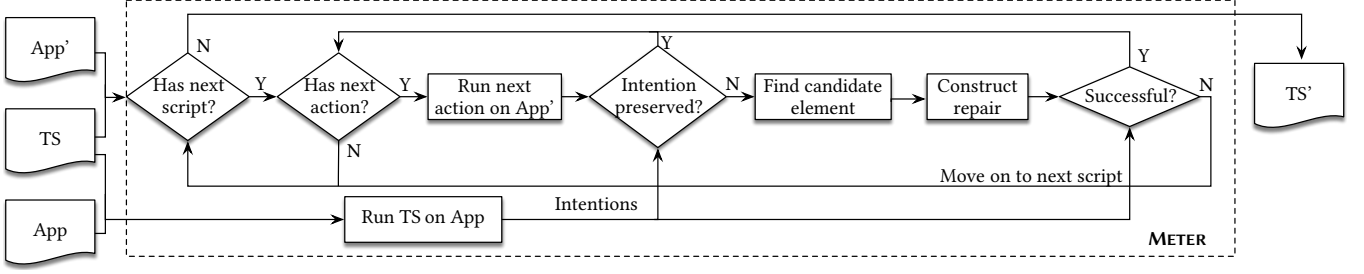 App'
TS
App
Has next
script?
N
Y
Has next
action?
Y
N
Run next
action on App'
Intention
preserved?
Y
N
Find candidate
element
Construct
repair
Successful?
Y
N
Move on to next script
Run TS on App
Intentions
METER
TS'